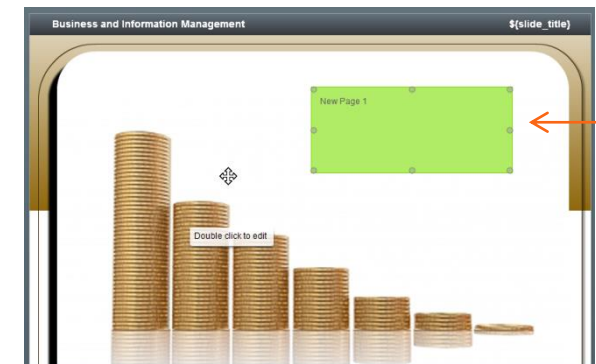 Business and Information Management
${slide_title}
New Page 1
Double click to edit